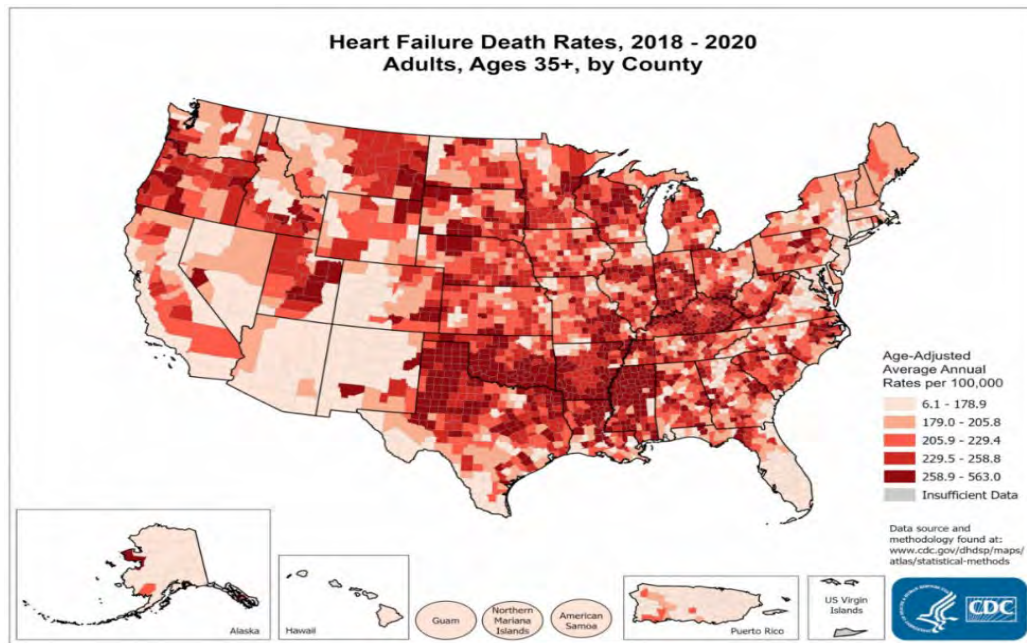 Heart Failure Death Rates, 2018 - 2020
Adults, Ages 35+, by County
Age-Adjusted
Average Annual
Rates per 100,000
6.1 - 178.9
179.0 - 205.8
205.9 - 229.4
229.5 - 258.8
258.9 - 563.0
Insufficient Data
Data source and
methodology found at:
www.cdc.gov/dhdsp/maps/
atlas/statistical-methods
Alaska
Hawaii
Guam
Northern
Mariana
Islands
American
Samoa
Puerto Rico
US Virgin
Islands
CDC